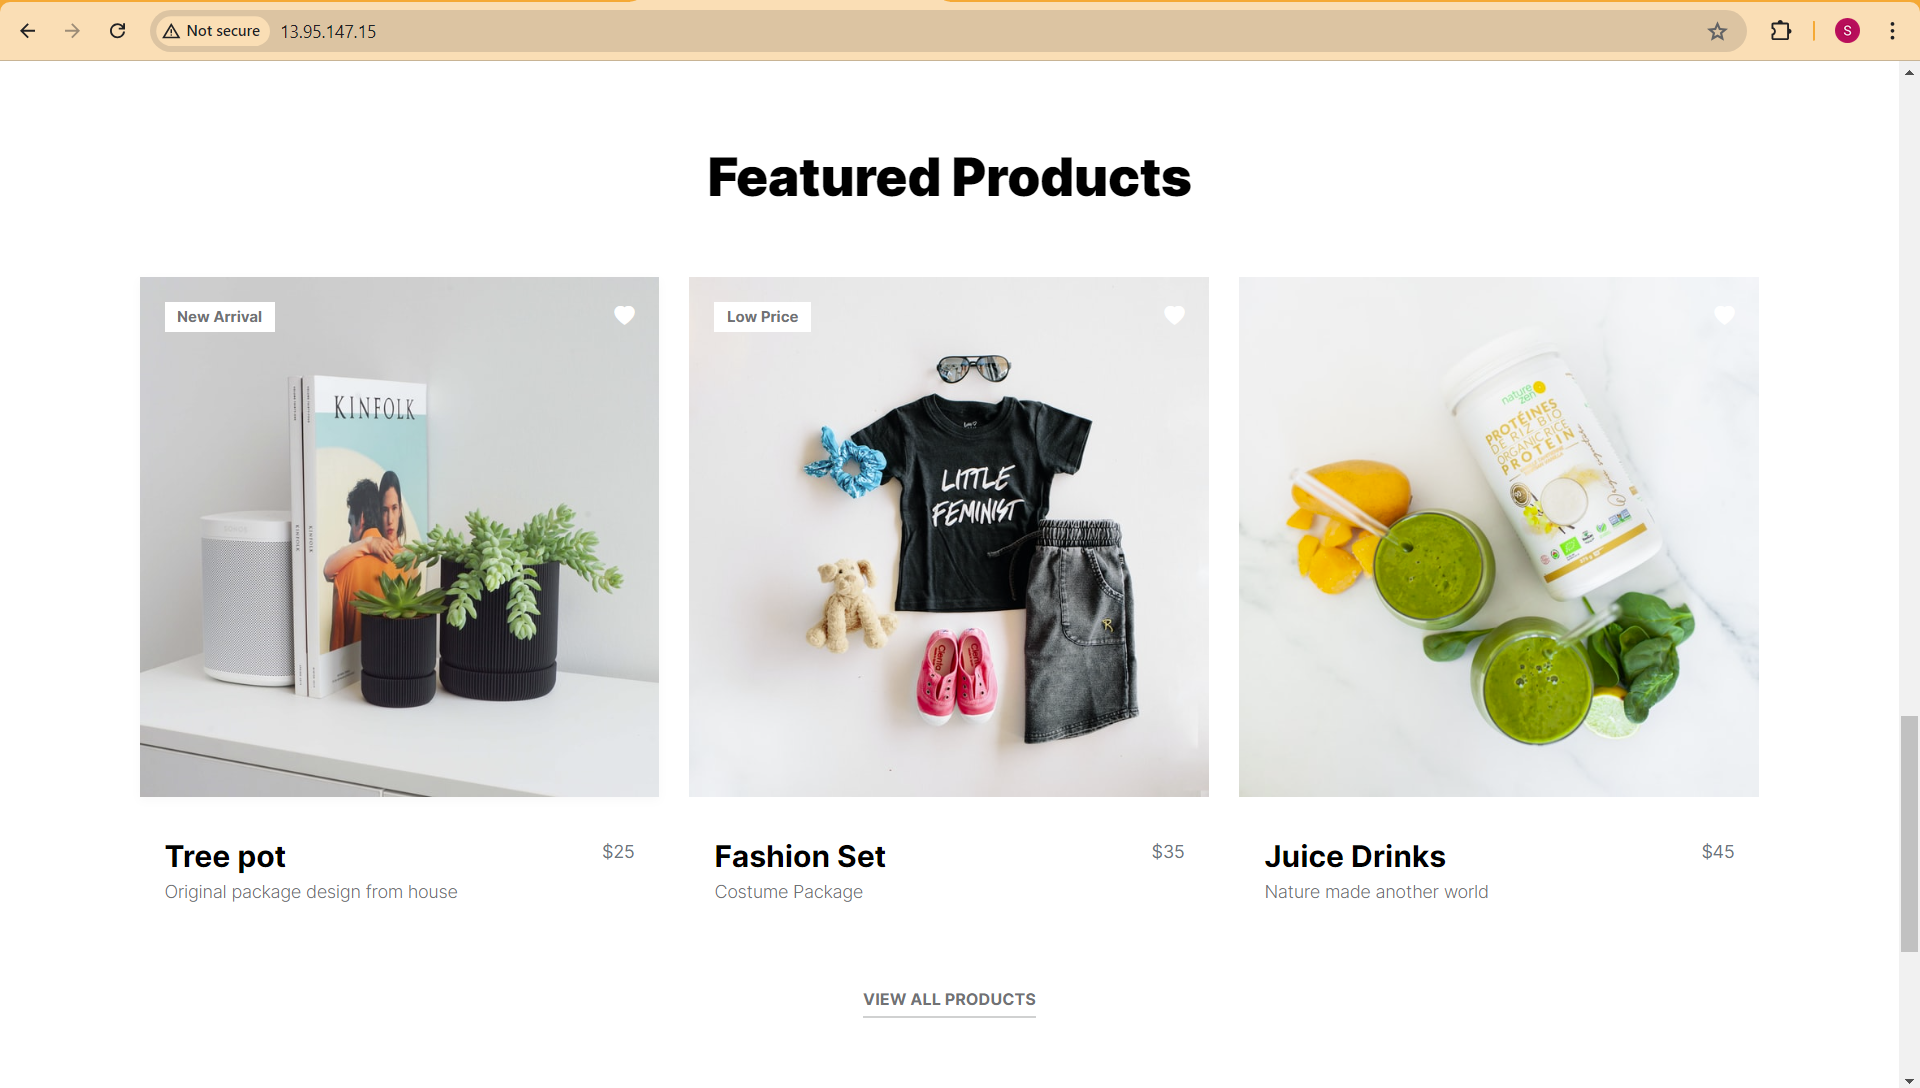 Not secure 13.95.147.15 S
Featured Products
New Arrival
Low Price
KINFOLK
LITTLE
FEMINIST
Cienta Cienta
R
nature
zen
PROTÉINES
DE RIZ BIO
ORGANIC RICE
PROTEIN
Tree pot $25
Original package design from house
Fashion Set $35
Costume Package
Juice Drinks $45
Nature made another world
VIEW ALL PRODUCTS